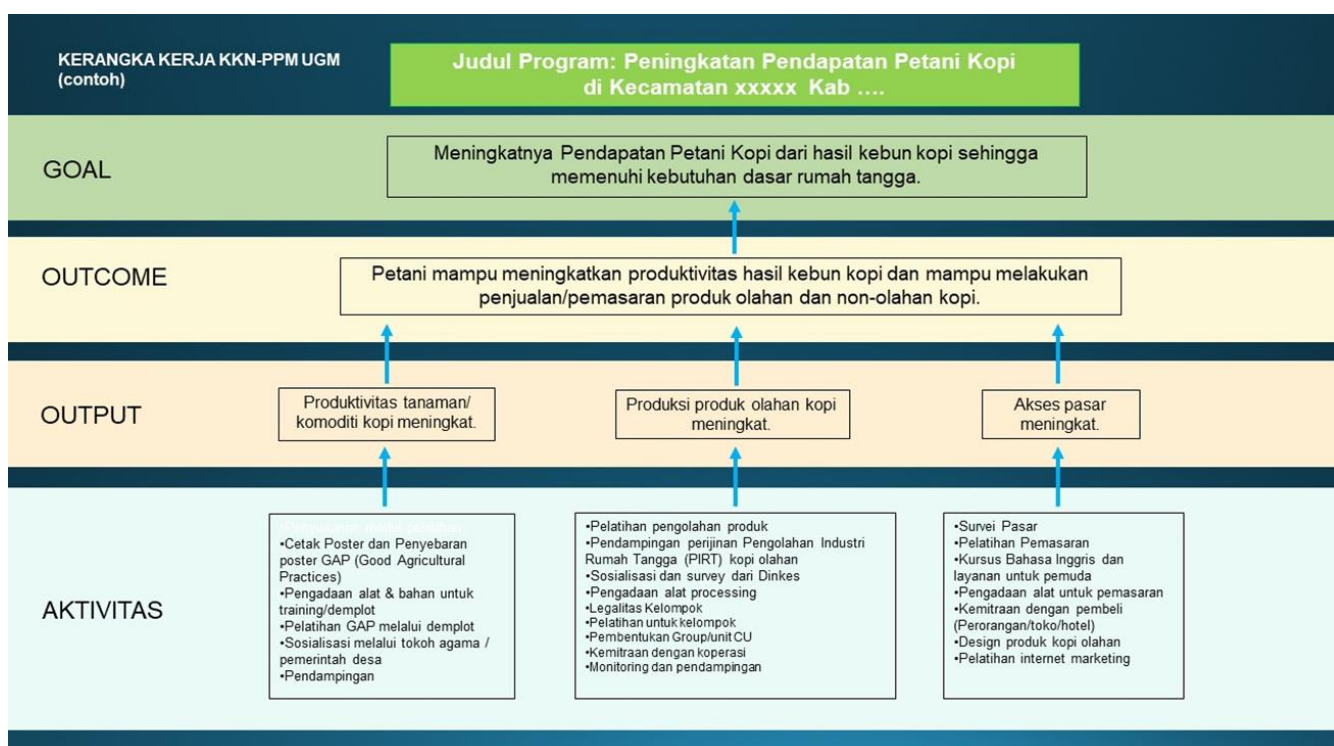 KERANGKA KERJA KKN-PPM UGM
(contoh)
Judul Program: Peningkatan Pendapatan Petani Kopi
di Kecamatan xxxxx Kab ....
GOAL
Meningkatnya Pendapatan Petani Kopi dari hasil kebun kopi sehingga
memenuhi kebutuhan dasar rumah tangga.
OUTCOME
Petani mampu meningkatkan produktivitas hasil kebun kopi dan mampu melakukan
penjualan/pemasaran produk olahan dan non-olahan kopi.
OUTPUT
Produktivitas tanaman/
komoditi kopi meningkat.
Produksi produk olahan kopi
meningkat.
Akses pasar
meningkat.
AKTIVITAS
•Cetak Poster dan Penyebaran
poster GAP (Good Agricultural
Practices)
•Pengadaan alat & bahan untuk
training/demplot
•Pelatihan GAP melalui demplot
•Sosialisasi melalui tokoh agama /
pemerintah desa
•Pendampingan
•Pelatihan pengolahan produk
•Pendampingan perijinan Pengolahan Industri
Rumah Tangga (PIRT) kopi olahan
•Sosialisasi dan survey dari Dinkes
•Pengadaan alat processing
•Legalitas Kelompok
•Pelatihan untuk kelompok
•Pembentukan Group/unit CU
•Kemitraan dengan koperasi
•Monitoring dan pendampingan
•Survei Pasar
•Pelatihan Pemasaran
•Kursus Bahasa Inggris dan
layanan untuk pemuda
•Pengadaan alat untuk pemasaran
•Kemitraan dengan pembeli
(Perorangan/toko/hotel)
•Design produk kopi olahan
•Pelatihan internet marketing